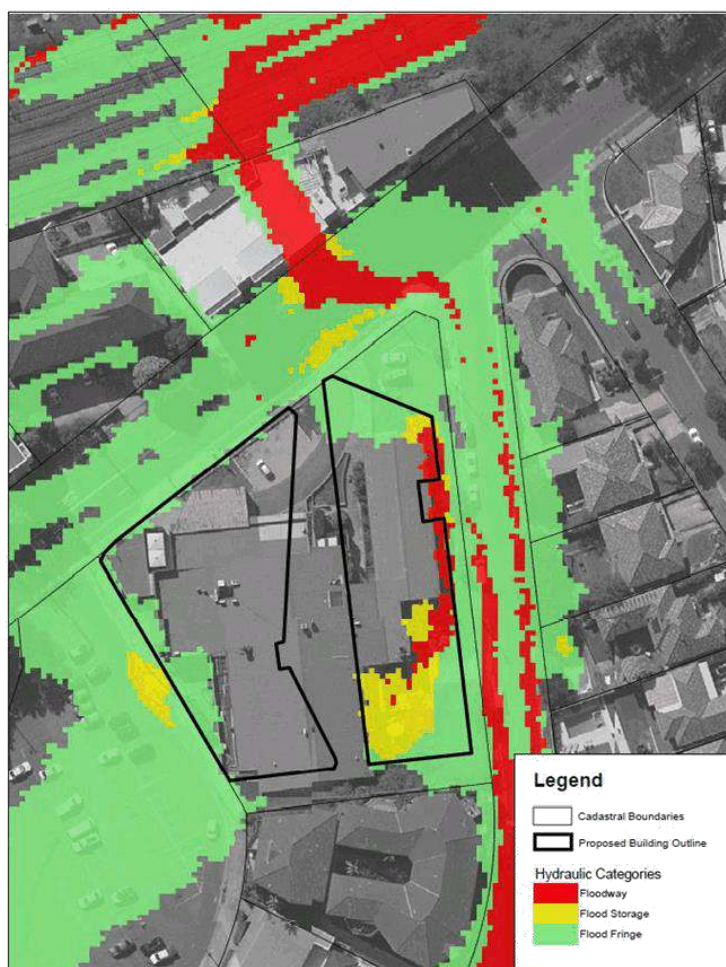 Legend
Cadastral Boundaries
Proposed Building Outline
Hydraulic Categories
Floodway
Flood Storage
Flood Fringe